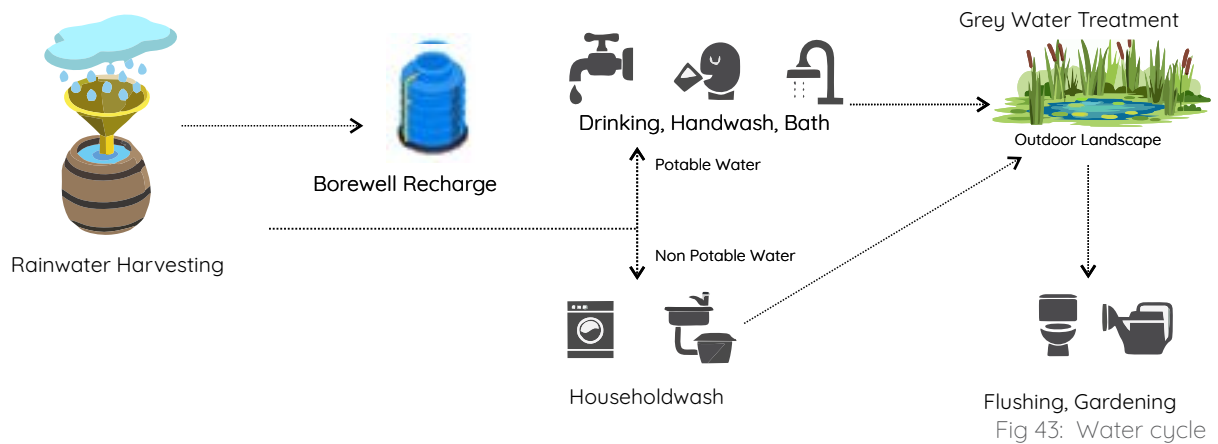 Grey Water Treatment
Drinking, Handwash, Bath
Outdoor Landscape
Potable Water
Borewell Recharge
Non Potable Water
Rainwater Harvesting
Householdwash
Flushing, Gardening
Fig 43: Water cycle